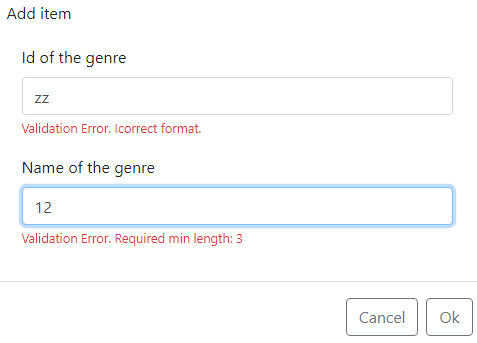 Add item
Id of the genre
zz
Validation Error. Icorrect format.
Name of the genre
12
Validation Error. Required min length: 3
Cancel Ok